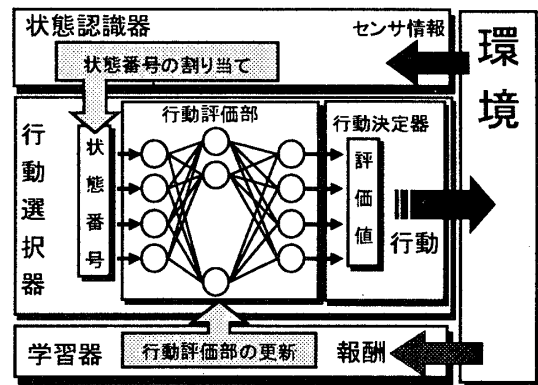 状態認識器
センサ情報
状態番号の割り当て
環境
行動選択器
状態番号
行動評価部
行動決定器
評価値
行動
学習器
行動評価部の更新
報酬